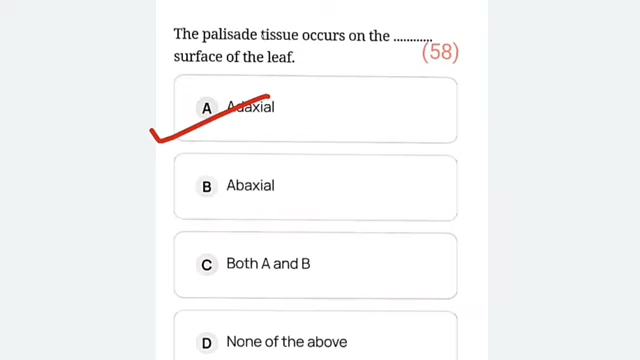 The palisade tissue occurs on the ............
(58)
surface of the leaf.
A Adaxial
B Abaxial
C Both A and B
D None of the above